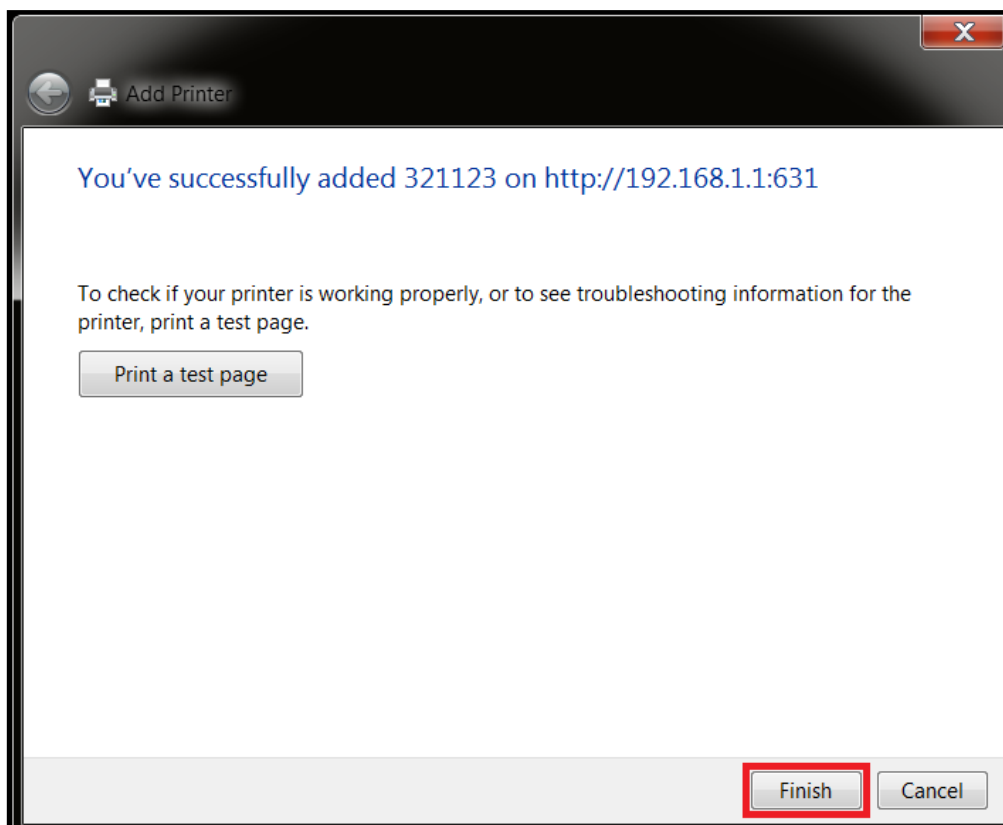 Add Printer
You've successfully added 321123 on http://192.168.1.1:631
To check if your printer is working properly, or to see troubleshooting information for the
printer, print a test page.
Print a test page
Finish
Cancel